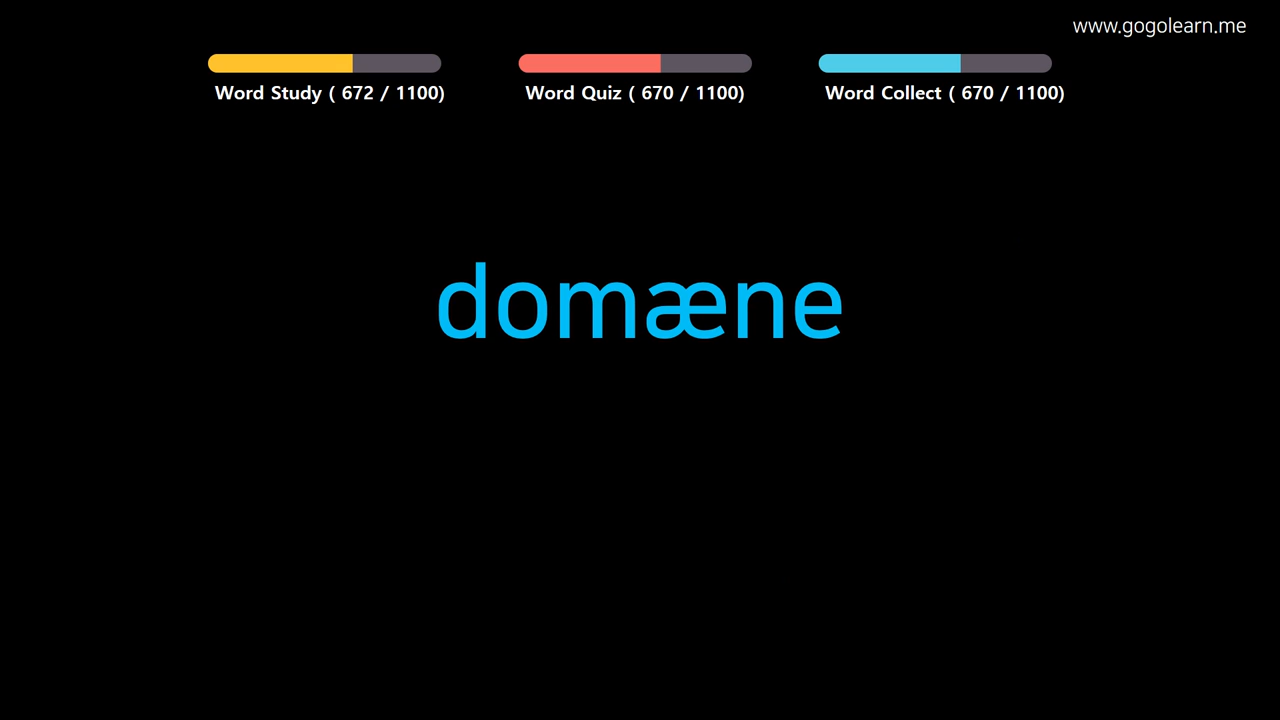 www.gogolearn.me
Word Study ( 672 / 1100)
Word Quiz ( 670 / 1100)
Word Collect ( 670 / 1100)
domæne